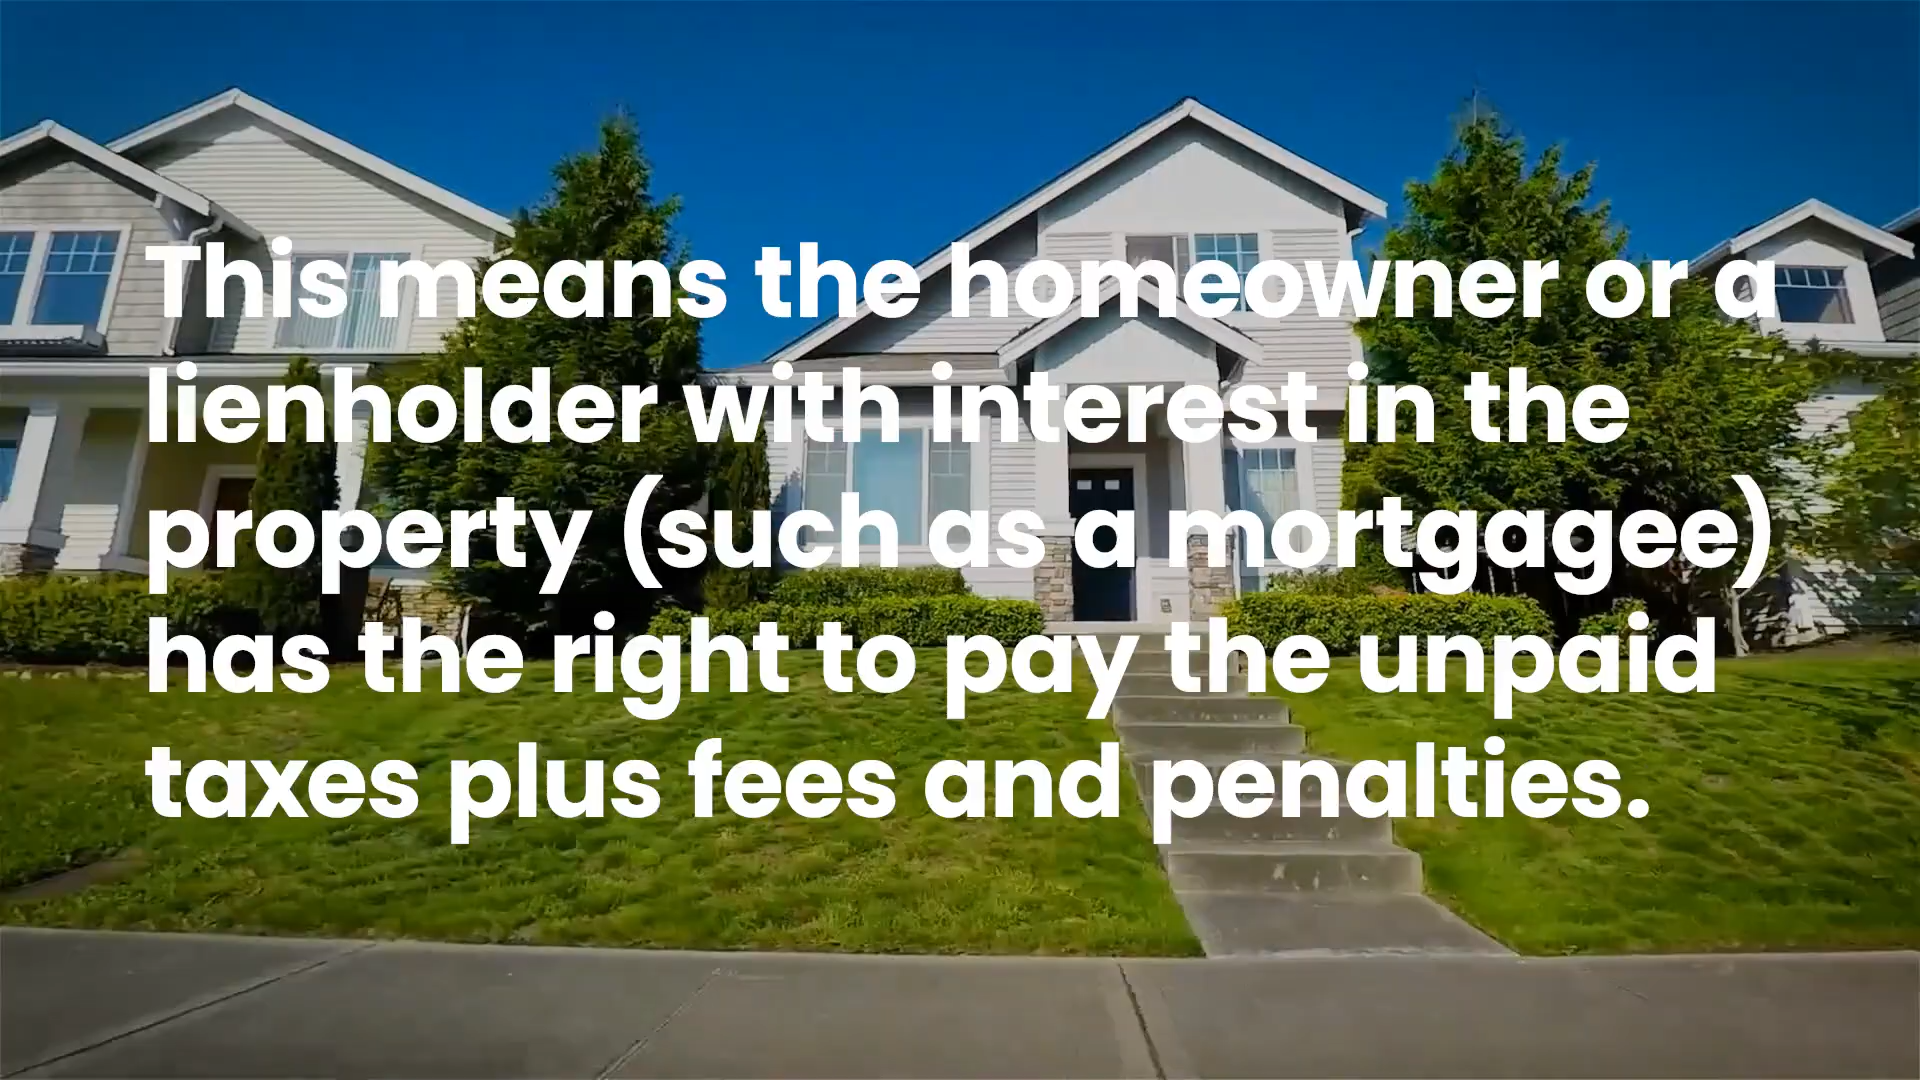 This means the homeowner or a
lienholder with interest in the
property (such as a mortgagee)
has the right to pay the unpaid
taxes plus fees and penalties.